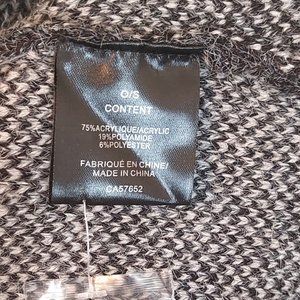 O/S
CONTENT
75%ACRYLIQUE/ACRYLIC
19%POLYAMIDE
6%POLYESTER
FABRIQUÉ EN CHINE/
MADE IN CHINA
CA57652